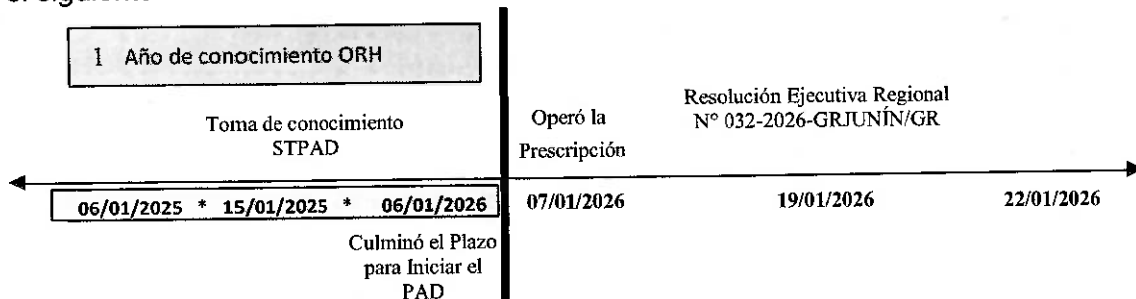 1 Año de conocimiento ORH
Toma de conocimiento
STPAD
Operó la
Prescripción
Resolución Ejecutiva Regional
N° 032-2026-GRJUNÍN/GR
06/01/2025 * 15/01/2025 * 06/01/2026
07/01/2026
19/01/2026
22/01/2026
Culminó el Plazo
para Iniciar el
PAD